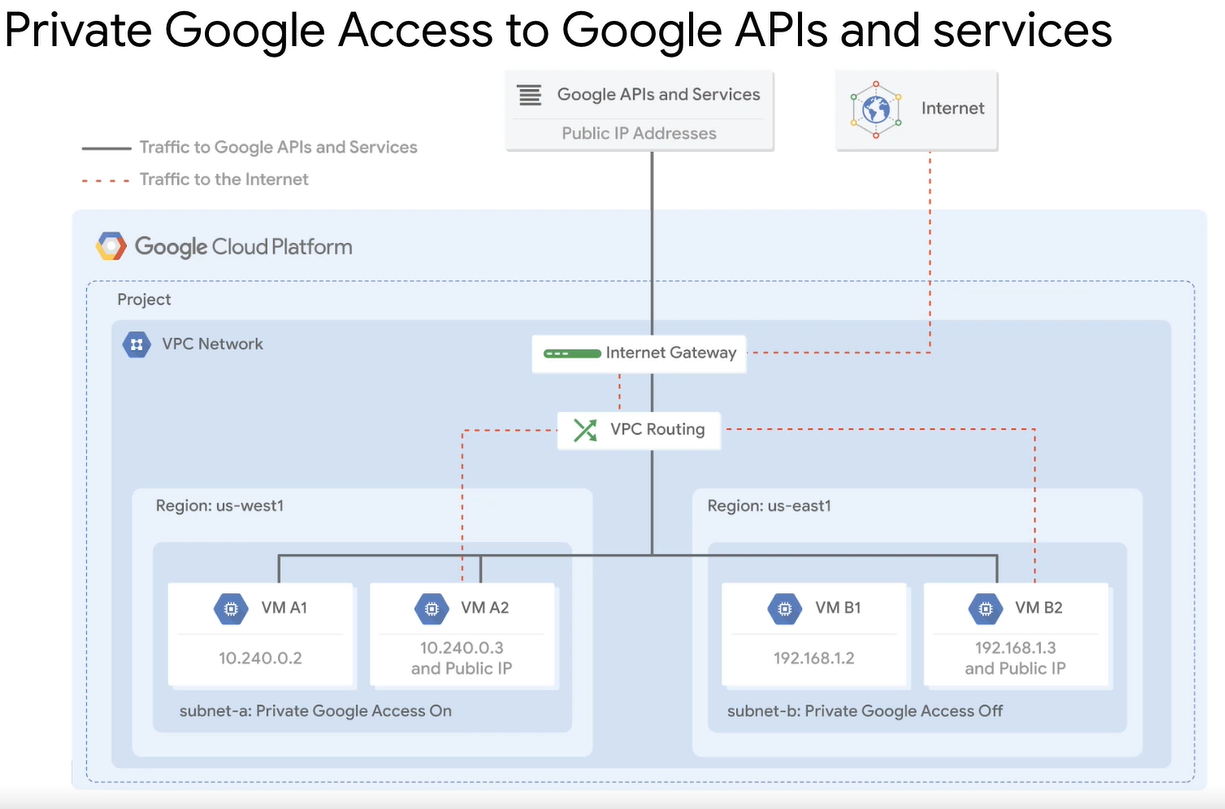 Private Google Access to Google APIs and services
Google APIs and Services
Public IP Addresses
Internet
Traffic to Google APIs and Services
Traffic to the Internet
Google Cloud Platform
Project
VPC Network
Internet Gateway
VPC Routing
Region: us-west1
Region: us-east1
VM A1
10.240.0.2
VM A2
10.240.0.3
and Public IP
VM B1
192.168.1.2
VM B2
192.168.1.3
and Public IP
subnet-a: Private Google Access On
subnet-b: Private Google Access Off